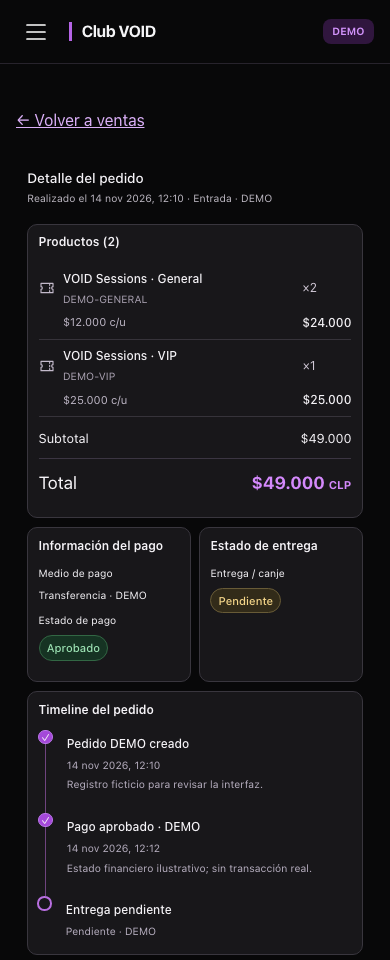 Club VOID
DEMO
← Volver a ventas
Detalle del pedido
Realizado el 14 nov 2026, 12:10 · Entrada · DEMO
Productos (2)
VOID Sessions · General
x2
DEMO-GENERAL
$12.000 c/u
$24.000
VOID Sessions · VIP
x1
DEMO-VIP
$25.000 c/u
$25.000
Subtotal
$49.000
Total
$49.000 CLP
Información del pago
Medio de pago
Transferencia · DEMO
Estado de pago
Aprobado
Estado de entrega
Entrega / canje
Pendiente
Timeline del pedido
Pedido DEMO creado
14 nov 2026, 12:10
Registro ficticio para revisar la interfaz.
Pago aprobado · DEMO
14 nov 2026, 12:12
Estado financiero ilustrativo; sin transacción real.
Entrega pendiente
Pendiente · DEMO